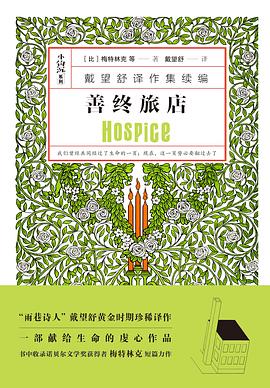 小经典
系列
［比］梅特林克 等 —— 著 戴望舒 —— 译
戴望舒译作集续编
善终旅店
Hospice
我们曾经共同经过了生命的一页；现在，这一页势必要翻过去了
“雨巷诗人”戴望舒黄金时期珍稀译作
一部献给生命的虔心作品
书中收录诺贝尔文学奖获得者 梅特林克 短篇力作